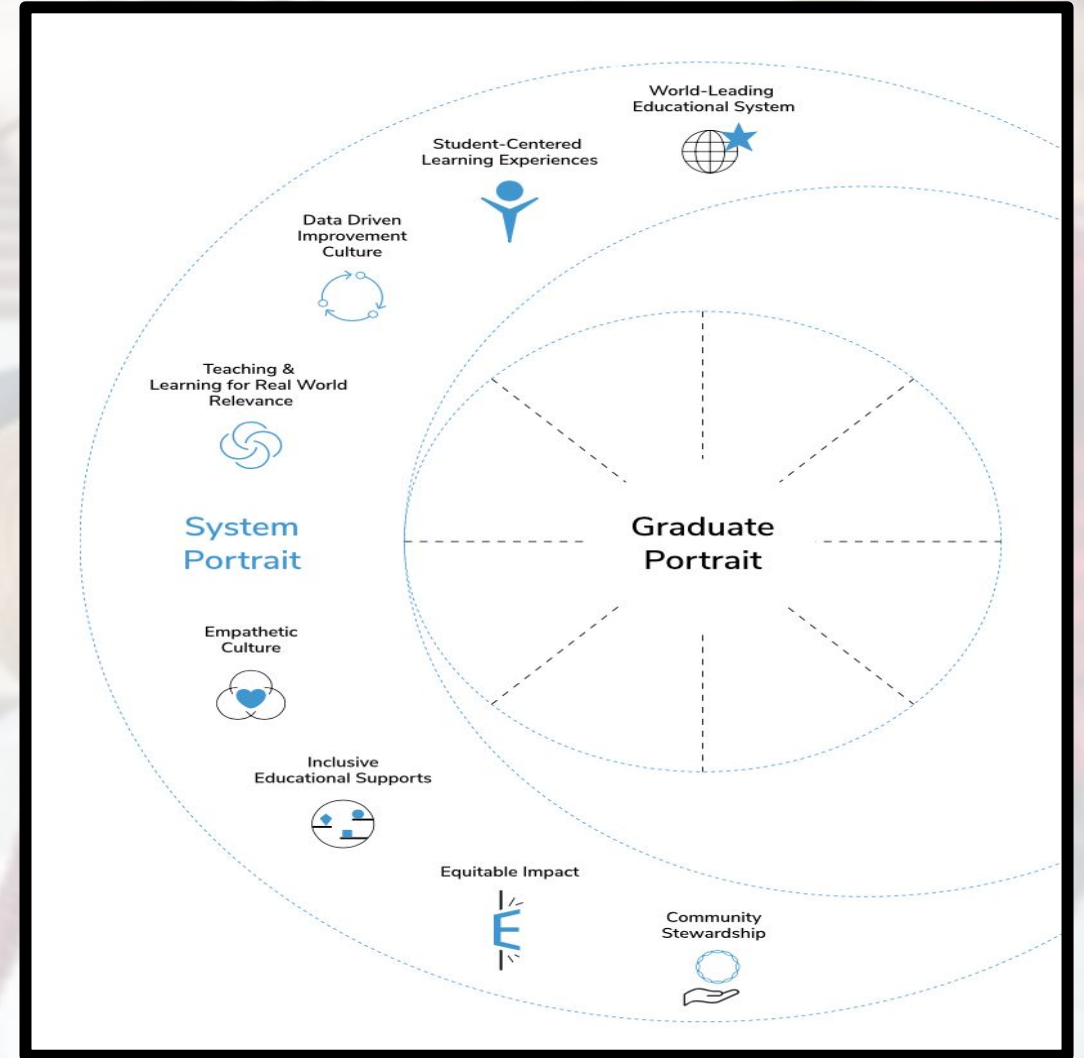 World-Leading
Educational System
Student-Centered
Learning Experiences
Data Driven
Improvement
Culture
Teaching &
Learning for Real World
Relevance
System
Portrait
Graduate
Portrait
Empathetic
Culture
Inclusive
Educational Supports
Equitable Impact
Community
Stewardship